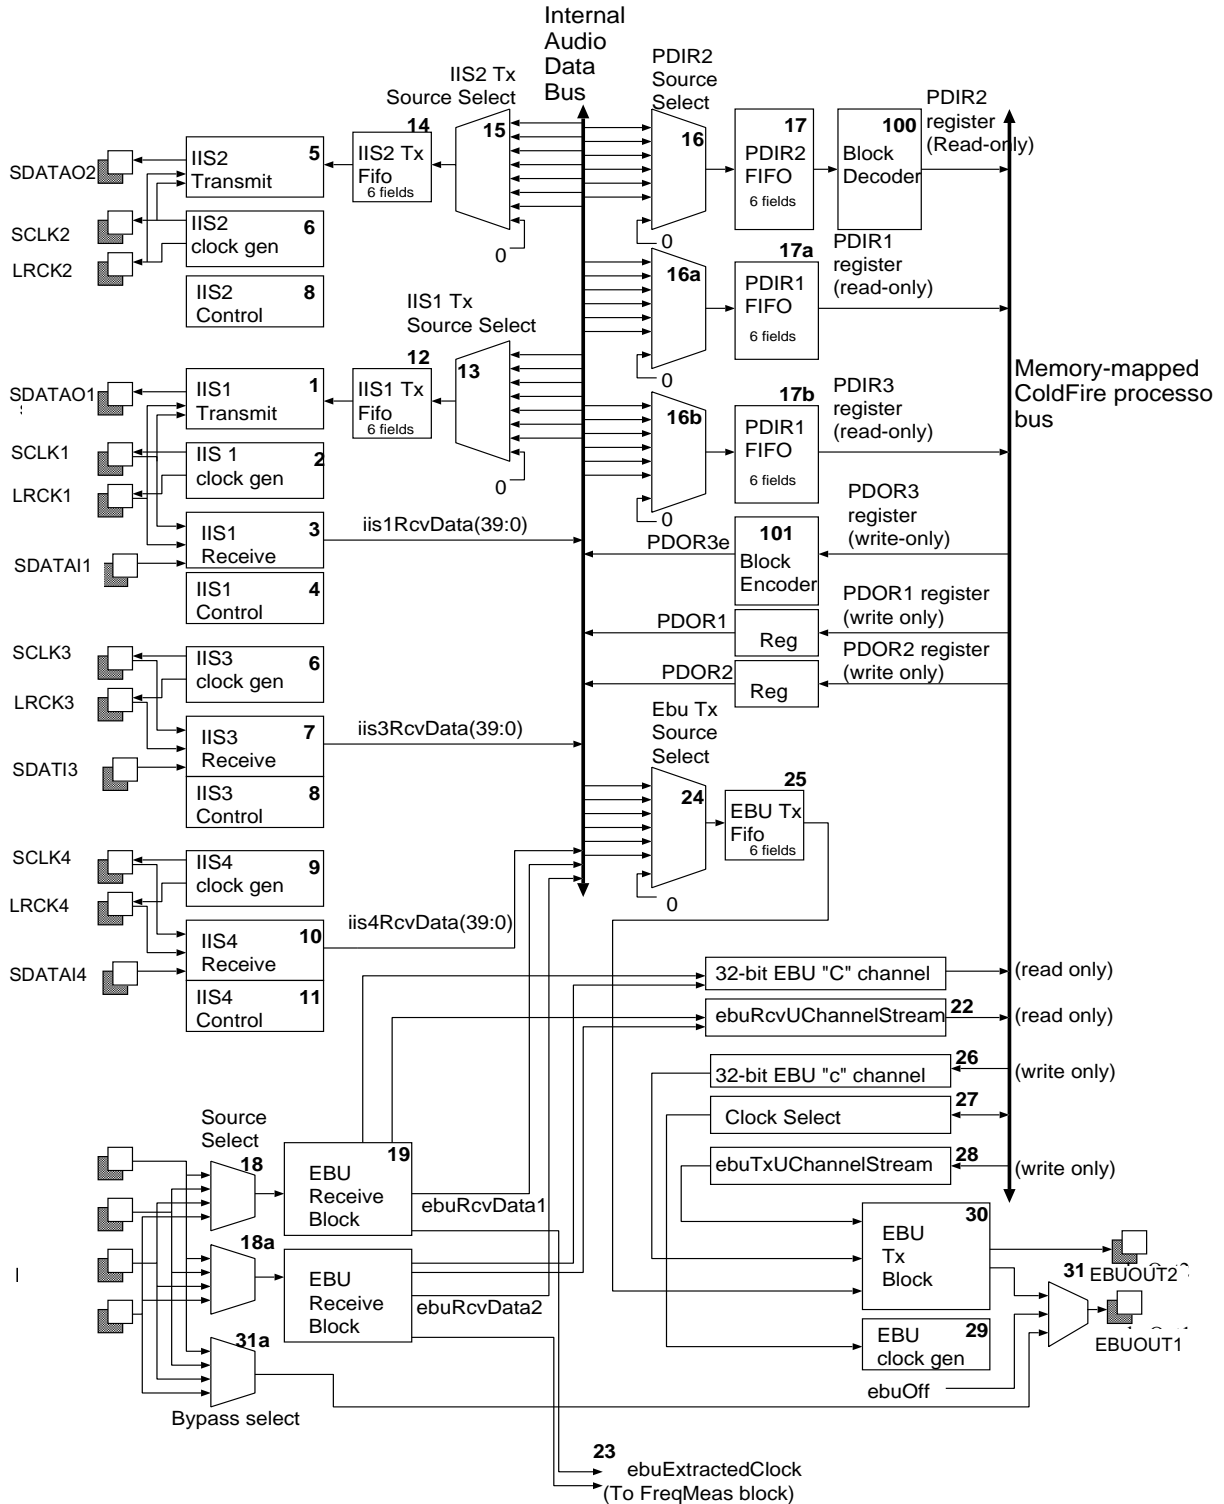 Internal
Audio
Data
Bus
PDIR2
Source
Select
IIS2 Tx
Source Select
PDIR2
register
(Read-only)
14
15
16
17
100
5
IIS2
Transmit
IIS2 Tx
Fifo
6 fields
PDIR2
FIFO
6 fields
Block
Decoder
SDATAO2
SCLK2
LRCK2
IIS2
clock gen
6
0
0
IIS2
Control
8
IIS1 Tx
Source Select
16a
17a
PDIR1
FIFO
6 fields
PDIR1
register
(read-only)
0
12
13
SDATAO1
IIS1
Transmit
1
IIS1 Tx
Fifo
6 fields
Memory-mapped
ColdFire processo
bus
16b
17b
PDIR1
FIFO
6 fields
PDIR3
register
(read-only)
SCLK1
LRCK1
IIS 1
clock gen
2
0
0
PDOR3
register
(write-only)
IIS1
Receive
3
iis1RcvData(39:0)
PDOR3e
101
Block
Encoder
SDATAI1
IIS1
Control
4
PDOR1 register
(write only)
PDOR1
Reg
PDOR2 register
(write only)
PDOR2
Reg
SCLK3
LRCK3
IIS3
clock gen
6
Ebu Tx
Source
Select
IIS3
Receive
7
iis3RcvData(39:0)
SDATI3
IIS3
Control
8
24
25
EBU Tx
Fifo
6 fields
0
SCLK4
LRCK4
IIS4
clock gen
9
IIS4
Receive
10
iis4RcvData(39:0)
SDATAI4
IIS4
Control
11
32-bit EBU "C" channel
(read only)
ebuRcvUChannelStream
22
(read only)
32-bit EBU "c" channel
26
(write only)
Clock Select
27
ebuTxUChannelStream
28
(write only)
Source
Select
18
19
EBU
Receive
Block
ebuRcvData1
18a
EBU
Receive
Block
ebuRcvData2
30
EBU
Tx
Block
31
EBUOUT2
EBUOUT1
EBU
clock gen
29
ebuOff
31a
Bypass select
23
ebuExtractedClock
(To FreqMeas block)